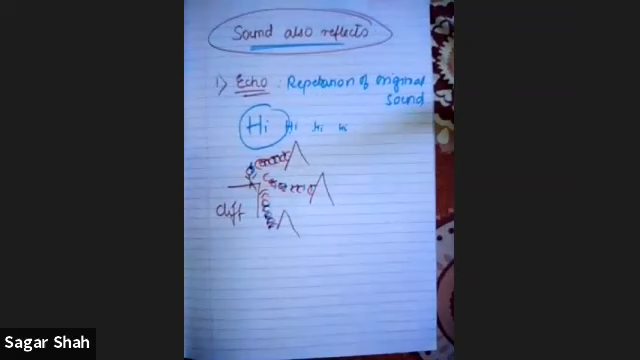 Sound also reflects
1) Echo : Repetation of original
sound
Hi Hi Hi Hi
cliff
Sagar Shah